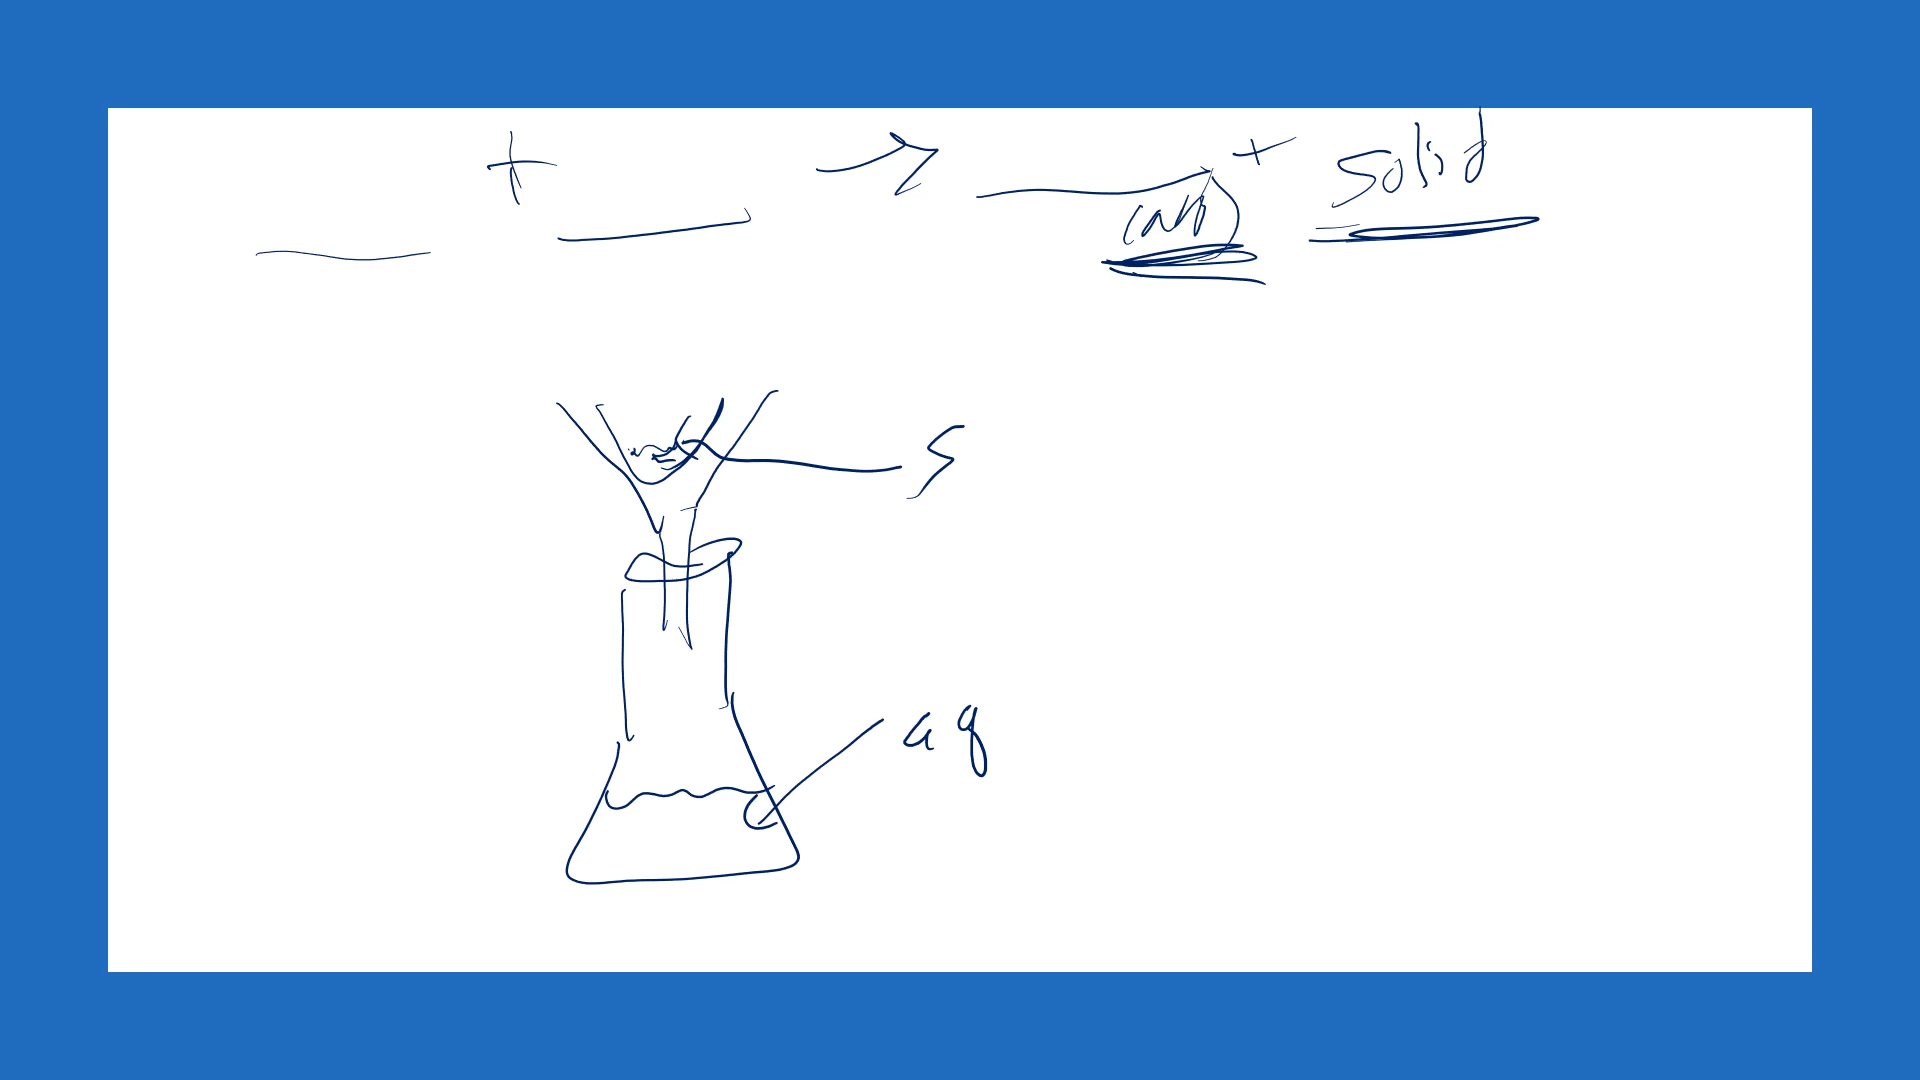 + → + solid
(aq)
S
aq